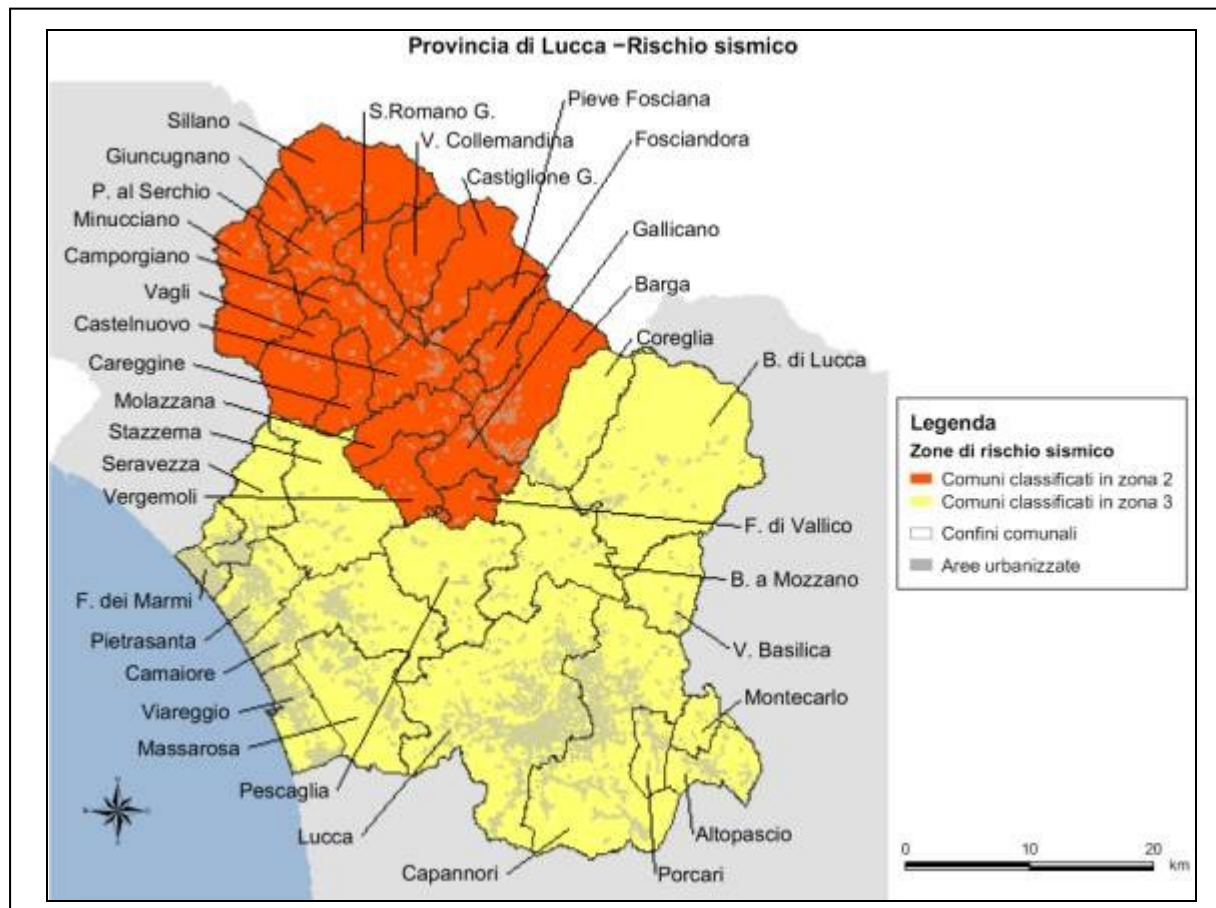 Provincia di Lucca –Rischio sismico
Sillano
Giuncugnano
P. al Serchio
Minucciano
Camporgiano
Vagli
Castelnuovo
Careggine
Molazzana
Stazzema
Seravezza
Vergemoli
S.Romano G.
V. Collemandina
Castiglione G.
Pieve Fosciana
Fosciandora
Gallicano
Barga
Coreglia
B. di Lucca
F. di Vallico
B. a Mozzano
V. Basilica
Montecarlo
F. dei Marmi
Pietrasanta
Camaiore
Viareggio
Massarosa
Pescaglia
Lucca
Capannori
Porcari
Altopascio
Legenda
Zone di rischio sismico
Comuni classificati in zona 2
Comuni classificati in zona 3
Confini comunali
Aree urbanizzate
0 10 20
km